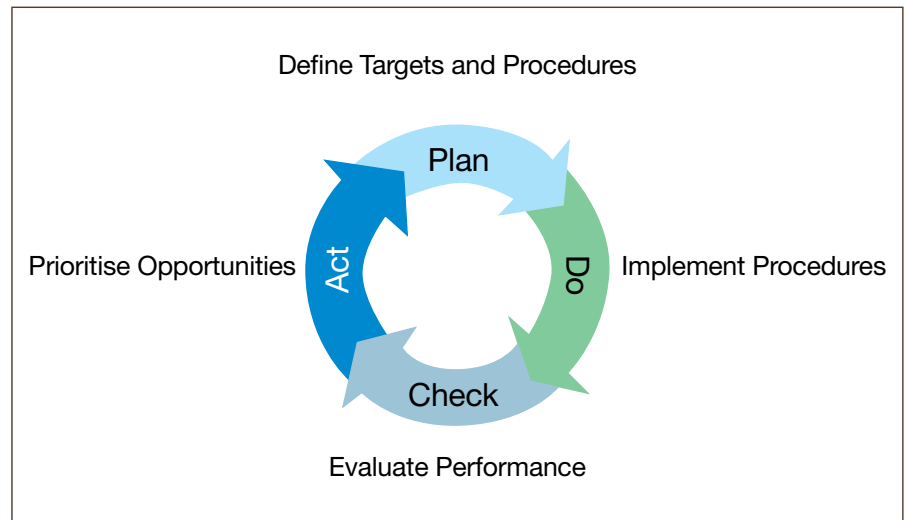 Define Targets and Procedures
Plan
Prioritise Opportunities
Act
Do
Implement Procedures
Check
Evaluate Performance